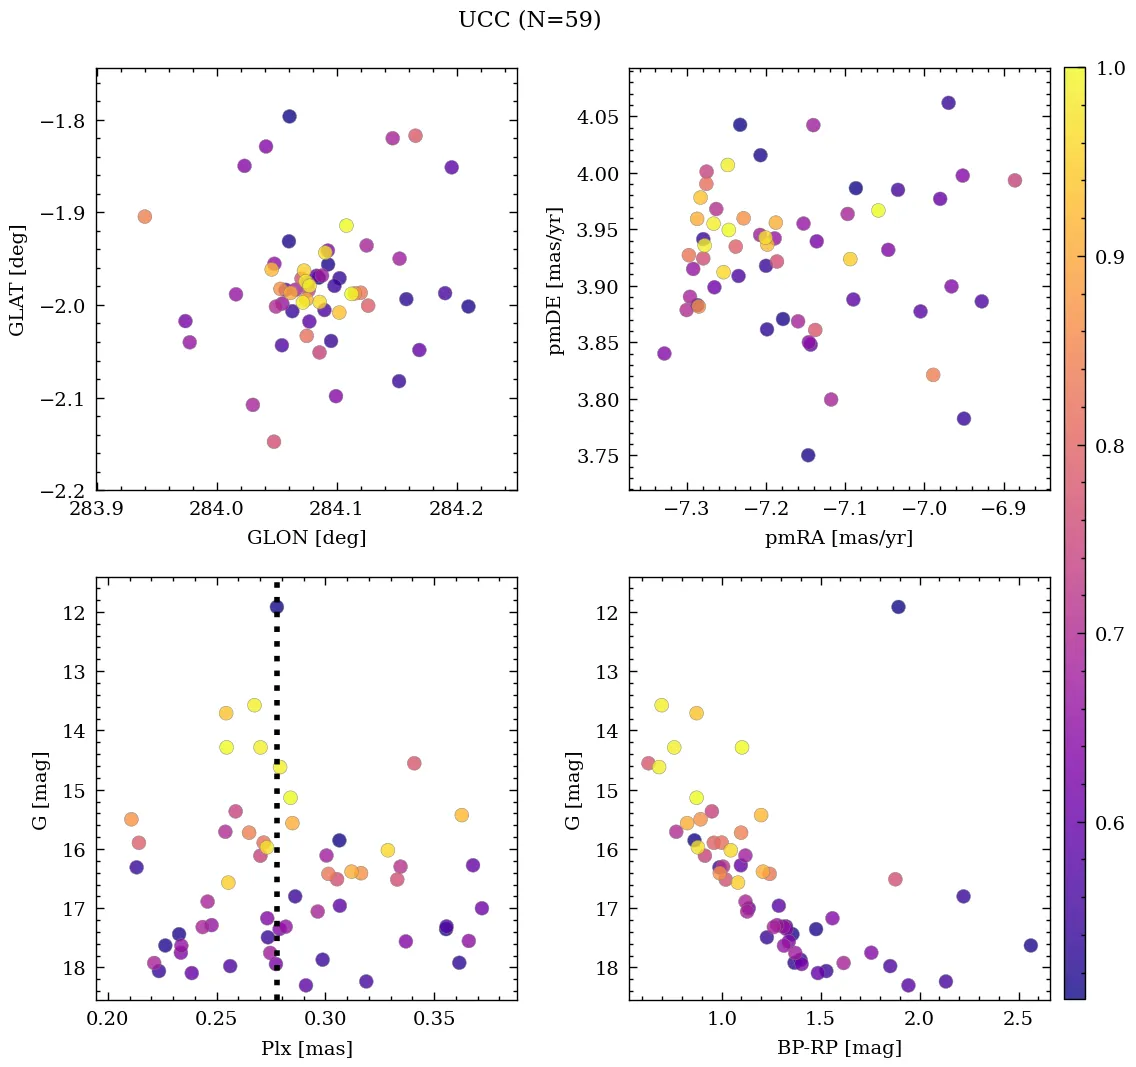 UCC (N=59)
−1.8
−1.9
−2.0
−2.1
−2.2
GLAT [deg]
283.9 284.0 284.1 284.2
GLON [deg]
4.05
4.00
3.95
3.90
3.85
3.80
3.75
pmDE [mas/yr]
−7.3 −7.2 −7.1 −7.0 −6.9
pmRA [mas/yr]
12
13
14
15
16
17
18
G [mag]
0.20 0.25 0.30 0.35
Plx [mas]
12
13
14
15
16
17
18
G [mag]
1.0 1.5 2.0 2.5
BP-RP [mag]
1.0
0.9
0.8
0.7
0.6